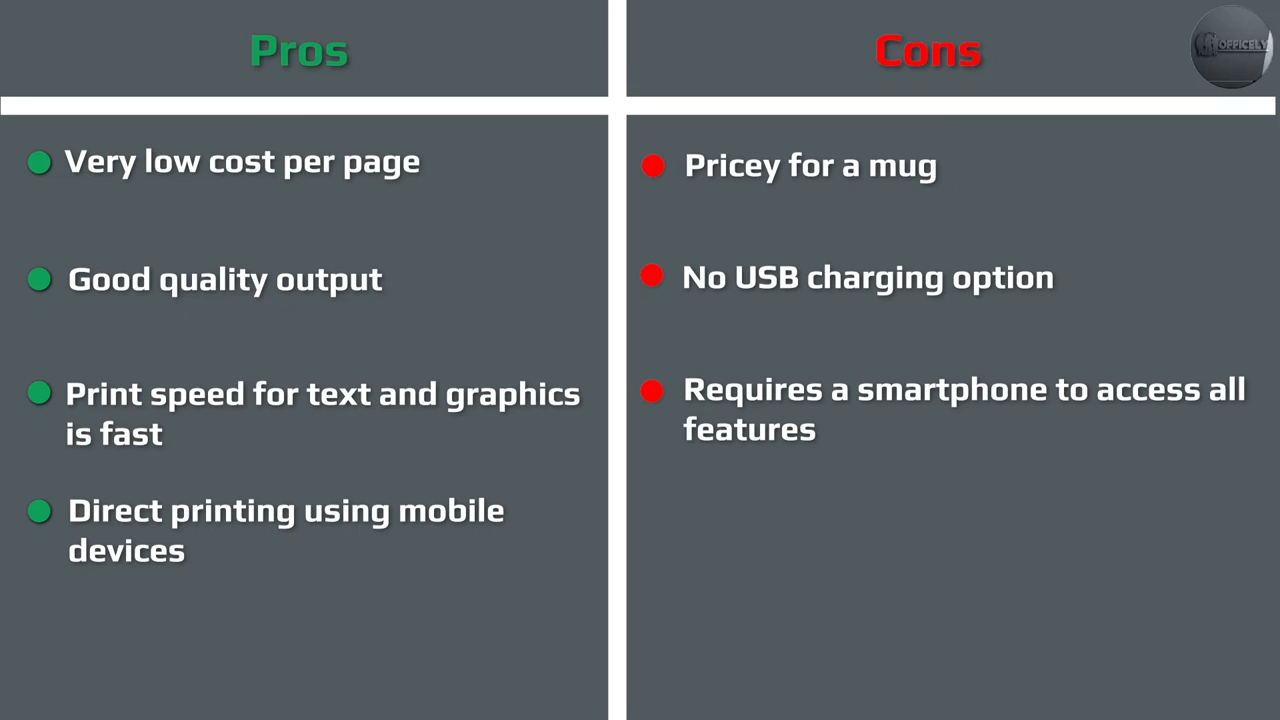 Pros
Cons
OFFICELY
Very low cost per page
Good quality output
Print speed for text and graphics
is fast
Direct printing using mobile
devices
Pricey for a mug
No USB charging option
Requires a smartphone to access all
features